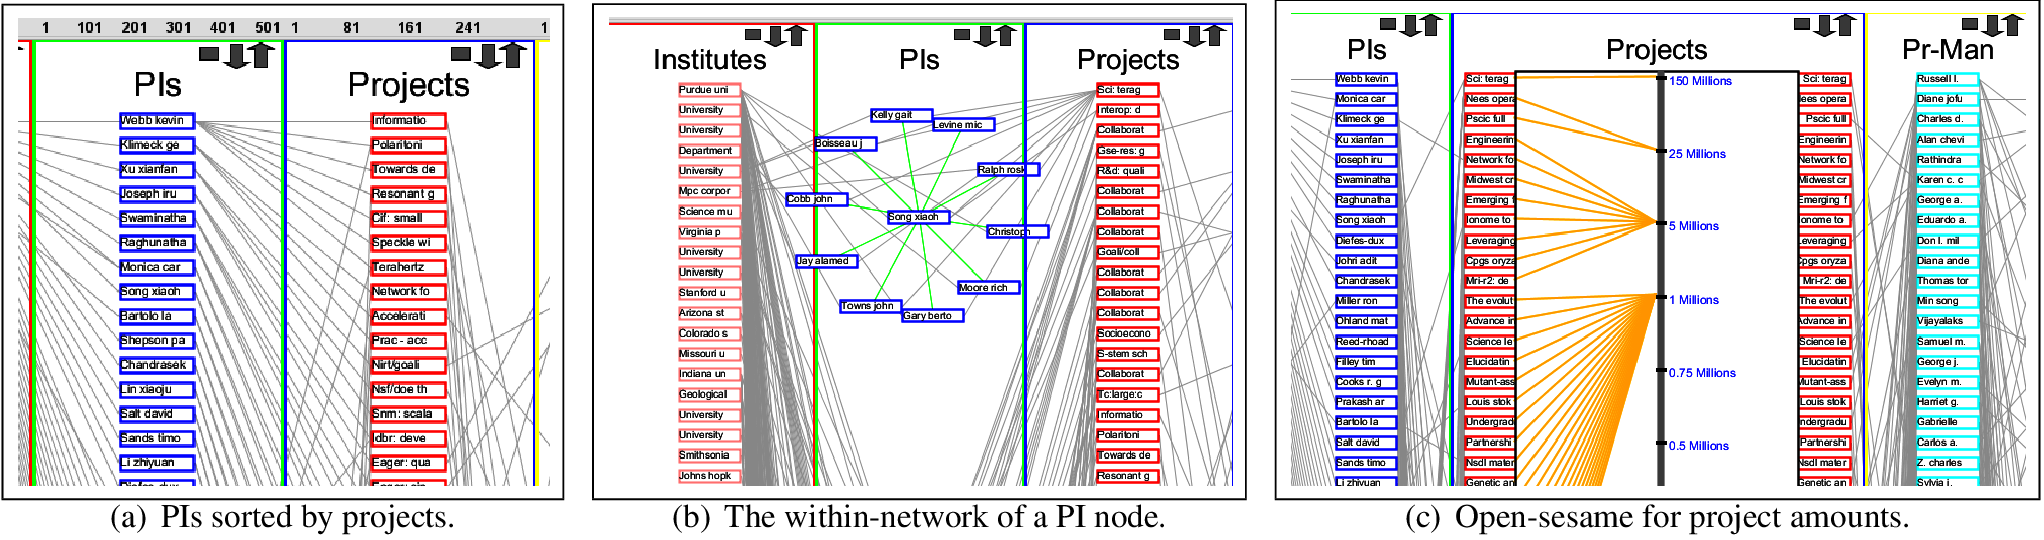 1 101 201 301 401 501 1 81 161 241 1
PIs Projects
Webb kevin
Klimeck ge
Xu xianfan
Joseph iru
Swaminatha
Raghunatha
Monica car
Song xiaoh
Bartolo la
Shepson pa
Chandrasek
Lin xiaoju
Salt david
Sands timo
Li zhiyuan
Informatio
Polaritoni
Towards de
Resonant g
Cif: small
Speckle wi
Terahertz
Network fo
Accelerati
Prac - acc
Nirt/goali
Nsf/doe th
Snm: scala
Idbr: deve
Eager: qua
(a) PIs sorted by projects.
Institutes PIs Projects
Purdue uni
University
University
Department
University
Mpc corpor
Science m u
Virginia p
University
University
Stanford u
Arizona st
Colorado s
Missouri u
Indiana un
Geological
University
University
Smithsonia
Johns hopk
Kelly gait
Levine mic
Boisseau j
Ralph rosk
Cobb john
Song xiaoh
Christoph
Jay alamed
Moore rich
Towns john
Gary berto
Sci: terag
Interop: d
Collaborat
Gse-res: g
R&d: quali
Collaborat
Collaborat
Collaborat
Goali/coll
Collaborat
Collaborat
Collaborat
Socioecono
S-stem sch
Collaborat
Tc:large:c
Informatio
Polaritoni
Towards de
Resonant g
(b) The within-network of a PI node.
PIs Projects Pr-Man
Webb kevin
Monica car
Klimeck ge
Xu xianfan
Joseph iru
Swaminatha
Raghunatha
Song xiaoh
Diefes-dux
Johri adit
Chandrasek
Miller ron
Ohland mat
Reed-rhoad
Filley tim
Cooks r. g
Prakash ar
Bartolo la
Salt david
Sands timo
Li zhiyuan
Sci: terag
Nees opera
Pscic full
Engineerin
Network fo
Midwest cr
Emerging f
Ionome to
Leveraging
Cpgs oryza
Mri-r2: de
The evolut
Advance in
Science le
Elucidatin
Mutant-ass
Louis stok
Undergrad
Partnershi
Nsdl mater
Genetic an
150 Millions
25 Millions
5 Millions
1 Millions
0.75 Millions
0.5 Millions
Sci: terag
ees opera
Pscic full
Engineerin
Network fo
Midwest cr
Emerging f
onome to
Leveraging
Cpgs oryza
Mri-r2: de
The evolut
Advance in
Science le
Elucidatin
Mutant-ass
Louis stok
Undergradu
Partnershi
Nsdl mater
Genetic an
Russell l.
Diane jofu
Charles d.
Alan chevi
Rathindra
Karen c. c
George a.
Eduardo a.
Don l. mil
Diana ande
Thomas tor
Min song
Vijayalaks
Samuel m.
George j.
Evelyn m.
Harriet g.
Gabrielle
Carlos a.
Z. charles
Sylvia j.
(c) Open-sesame for project amounts.